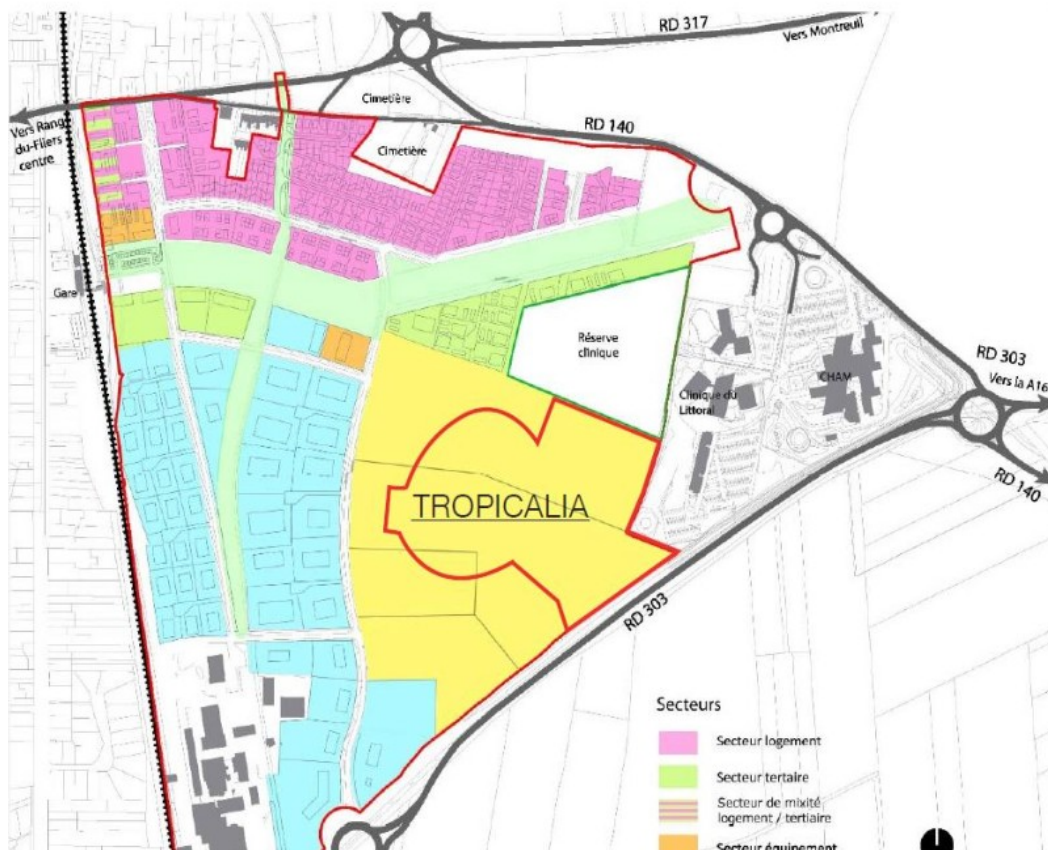 RD 317
Vers Montreuil
Cimetière
RD 140
Vers Rang
du-Fliers
centre
Cimetière
Gare
Réserve
clinique
RD 303
Vers la A16
CHAM
Clinique du
Littoral
RD 140
TROPICALIA
RD 303
Secteurs
Secteur logement
Secteur tertiaire
Secteur de mixité
logement / tertiaire
Secteur équipement